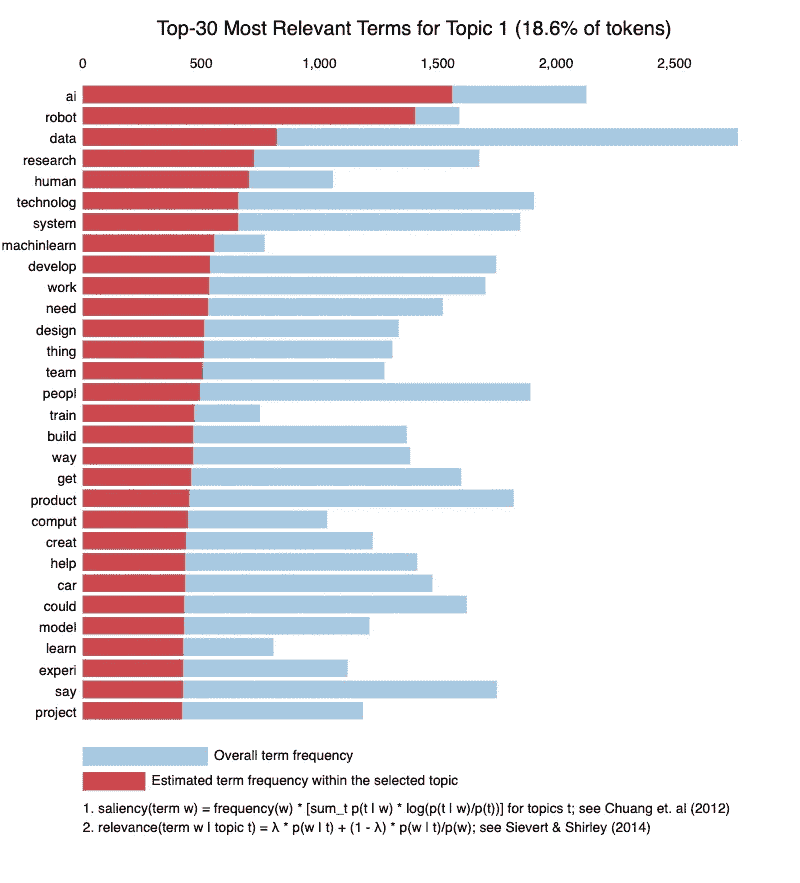 Top-30 Most Relevant Terms for Topic 1 (18.6% of tokens)
0 500 1,000 1,500 2,000 2,500
ai
robot
data
research
human
technolog
system
machinlearn
develop
work
need
design
thing
team
peopl
train
build
way
get
product
comput
creat
help
car
could
model
learn
experi
say
project
Overall term frequency
Estimated term frequency within the selected topic
1. saliency(term w) = frequency(w) * [sum_t p(t | w) * log(p(t | w)/p(t))] for topics t; see Chuang et. al (2012)
2. relevance(term w | topic t) = λ * p(w | t) + (1 - λ) * p(w | t)/p(w); see Sievert & Shirley (2014)